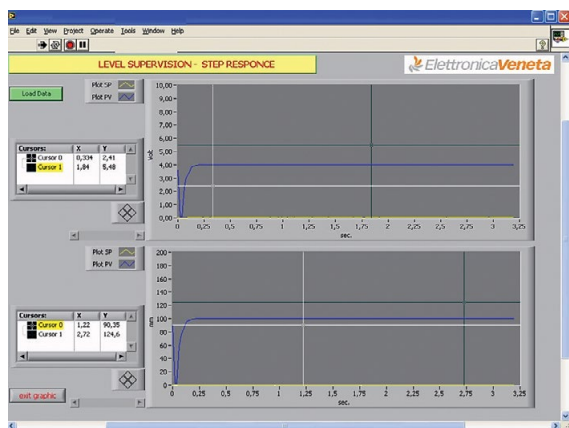 File Edit View Project Operate Tools Window Help
LEVEL SUPERVISION - STEP RESPONCE
ElettronicaVeneta
Load Data
Plot SP
Plot PV
Cursors: X Y
Cursor 0 0,334 2,41
Cursor 1 1,84 5,48
10,00
9,00
8,00
7,00
6,00
5,00
4,00
3,00
2,00
1,00
0,00
volt
0 0,25 0,5 0,75 1 1,25 1,5 1,75 2 2,25 2,5 2,75 3 3,25
sec.
Plot SP
Plot PV
Cursors: X Y
Cursor 0 1,22 90,35
Cursor 1 2,72 124,6
200
180
160
140
120
100
80
60
40
20
0
mm
0 0,25 0,5 0,75 1 1,25 1,5 1,75 2 2,25 2,5 2,75 3 3,25
sec.
exit graphic